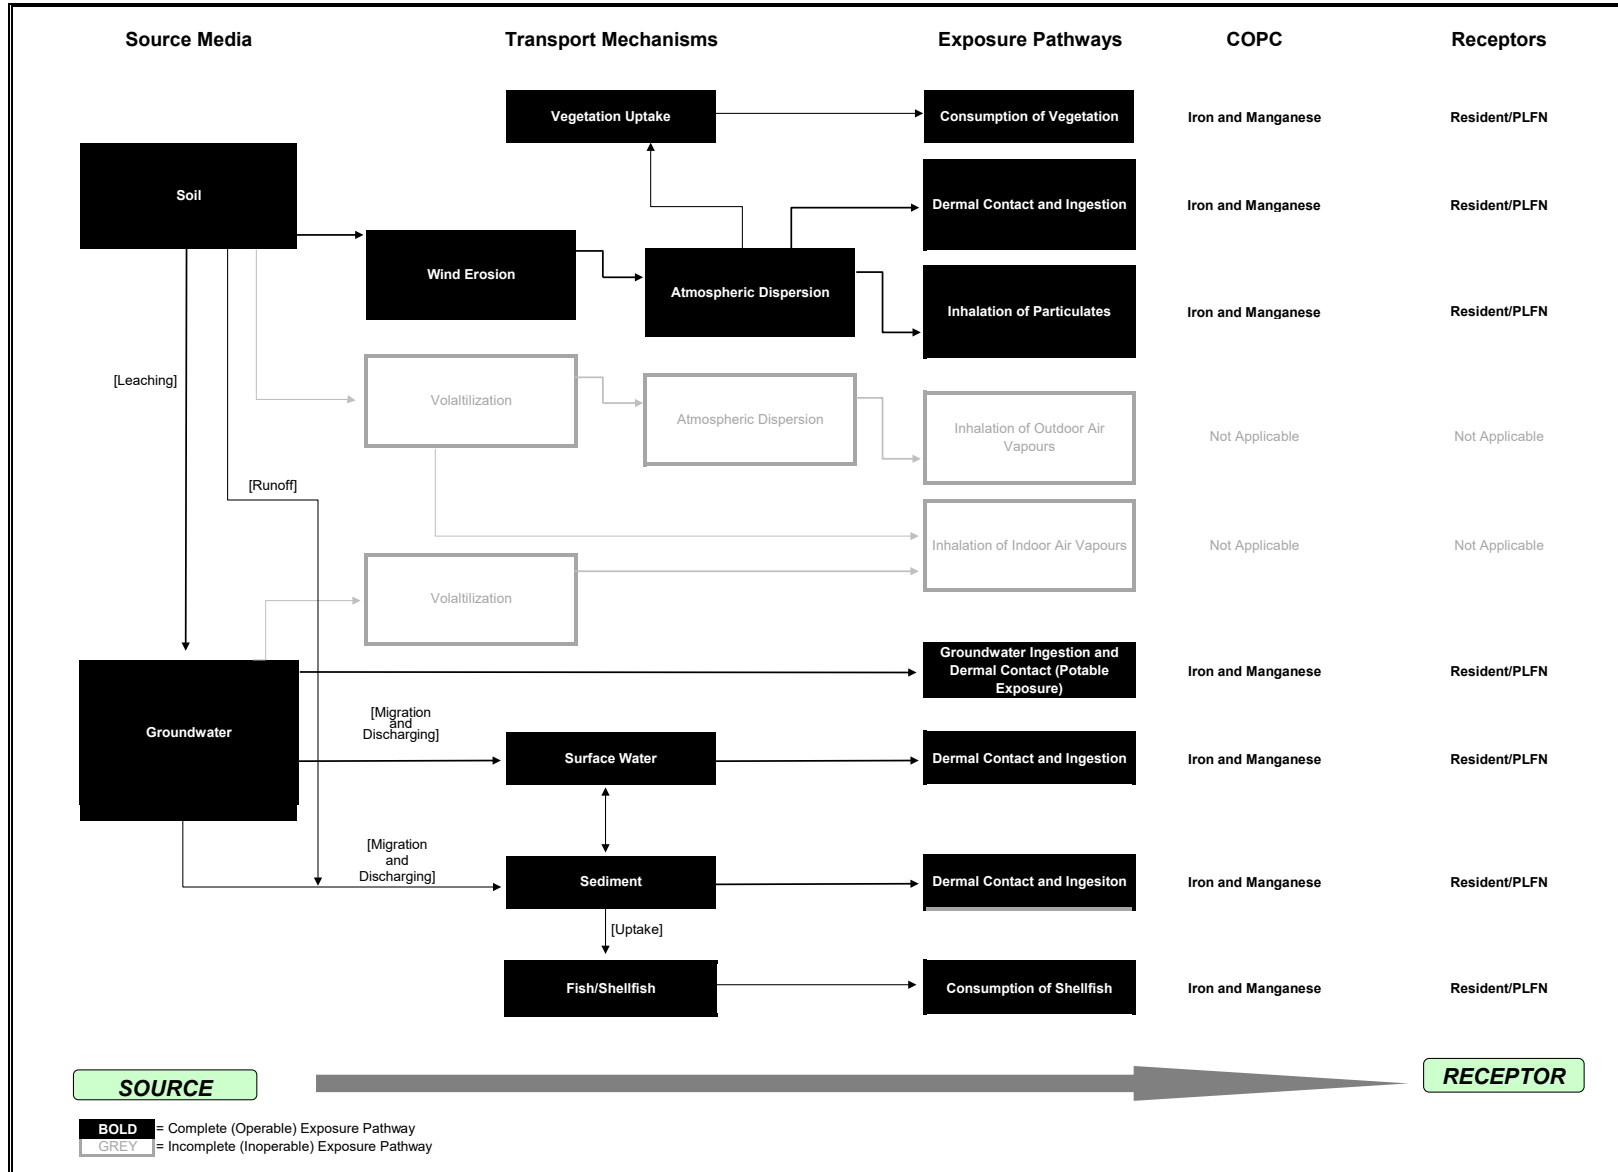 Source Media
Transport Mechanisms
Exposure Pathways
COPC
Receptors
Vegetation Uptake
Consumption of Vegetation
Iron and Manganese
Resident/PLFN
Soil
Dermal Contact and Ingestion
Iron and Manganese
Resident/PLFN
Wind Erosion
Atmospheric Dispersion
Inhalation of Particulates
Iron and Manganese
Resident/PLFN
[Leaching]
Volaltilization
Atmospheric Dispersion
Inhalation of Outdoor Air
Vapours
Not Applicable
Not Applicable
[Runoff]
Inhalation of Indoor Air Vapours
Not Applicable
Not Applicable
Volaltilization
Groundwater Ingestion and
Dermal Contact (Potable
Exposure)
Iron and Manganese
Resident/PLFN
Groundwater
[Migration
and
Discharging]
Surface Water
Dermal Contact and Ingestion
Iron and Manganese
Resident/PLFN
[Migration
and
Discharging]
Sediment
Dermal Contact and Ingesiton
Iron and Manganese
Resident/PLFN
[Uptake]
Fish/Shellfish
Consumption of Shellfish
Iron and Manganese
Resident/PLFN
SOURCE
RECEPTOR
BOLD = Complete (Operable) Exposure Pathway
GREY = Incomplete (Inoperable) Exposure Pathway